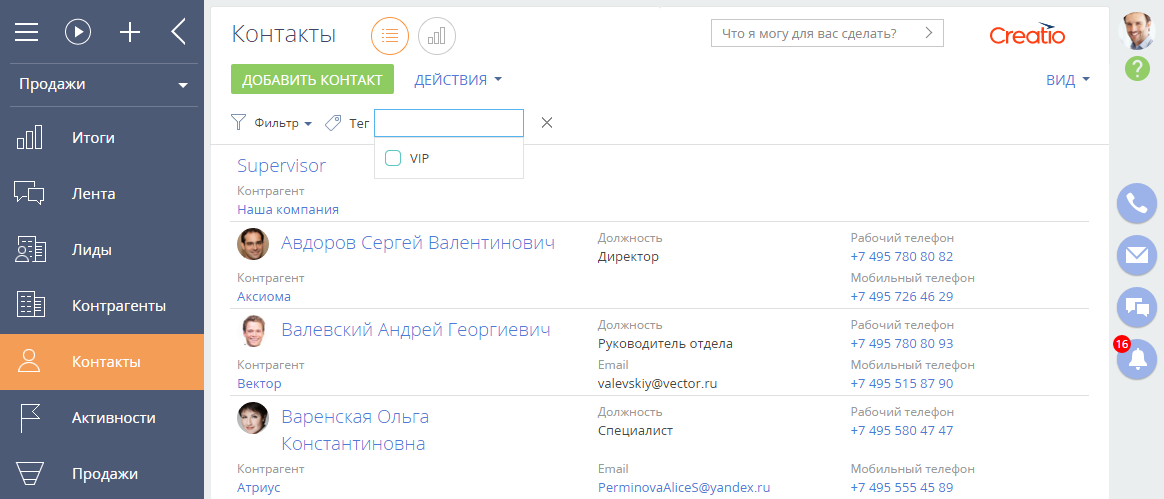 Контакты
Что я могу для вас сделать?
Creatio
Продажи
ДОБАВИТЬ КОНТАКТ
ДЕЙСТВИЯ
ВИД
Фильтр
Тег
VIP
Итоги
Лента
Лиды
Контрагенты
Контакты
Активности
Продажи
Supervisor
Контрагент
Наша компания
Авдоров Сергей Валентинович
Должность
Директор
Рабочий телефон
+7 495 780 80 82
Контрагент
Аксиома
Мобильный телефон
+7 495 726 46 29
Валевский Андрей Георгиевич
Должность
Руководитель отдела
Рабочий телефон
+7 495 780 80 93
Контрагент
Вектор
Email
valevskiy@vector.ru
Мобильный телефон
+7 495 515 87 90
Варенская Ольга
Константиновна
Должность
Специалист
Рабочий телефон
+7 495 580 47 47
Контрагент
Атриус
Email
PerminovaAliceS@yandex.ru
Мобильный телефон
+7 495 555 45 89
?
16